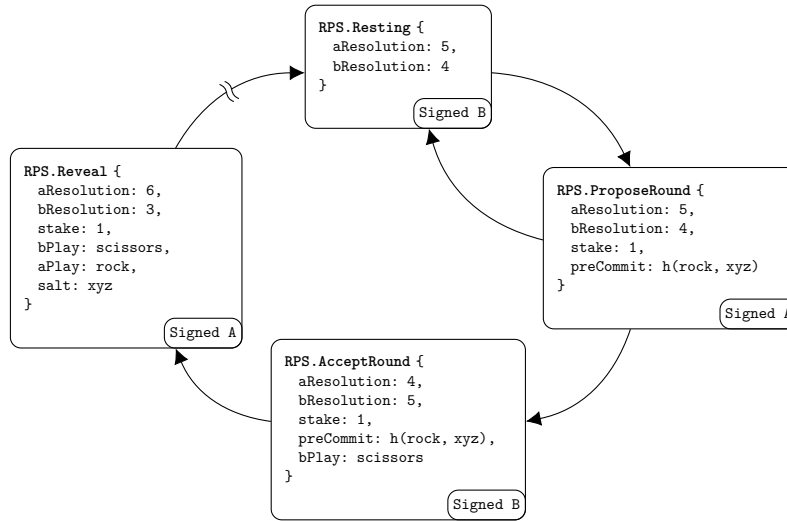 RPS.Resting {
aResolution: 5,
bResolution: 4
}
Signed B
RPS.ProposeRound {
aResolution: 5,
bResolution: 4,
stake: 1,
preCommit: h(rock, xyz)
}
Signed A
RPS.AcceptRound {
aResolution: 4,
bResolution: 5,
stake: 1,
preCommit: h(rock, xyz),
bPlay: scissors
}
Signed B
RPS.Reveal {
aResolution: 6,
bResolution: 3,
stake: 1,
bPlay: scissors,
aPlay: rock,
salt: xyz
}
Signed A